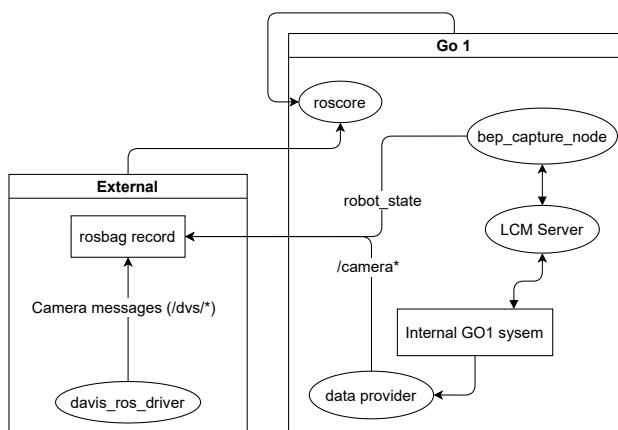 Go 1
roscore
bep_capture_node
External
robot_state
rosbag record
LCM Server
/camera*
Camera messages (/dvs/*)
Internal GO1 sysem
davis_ros_driver
data provider